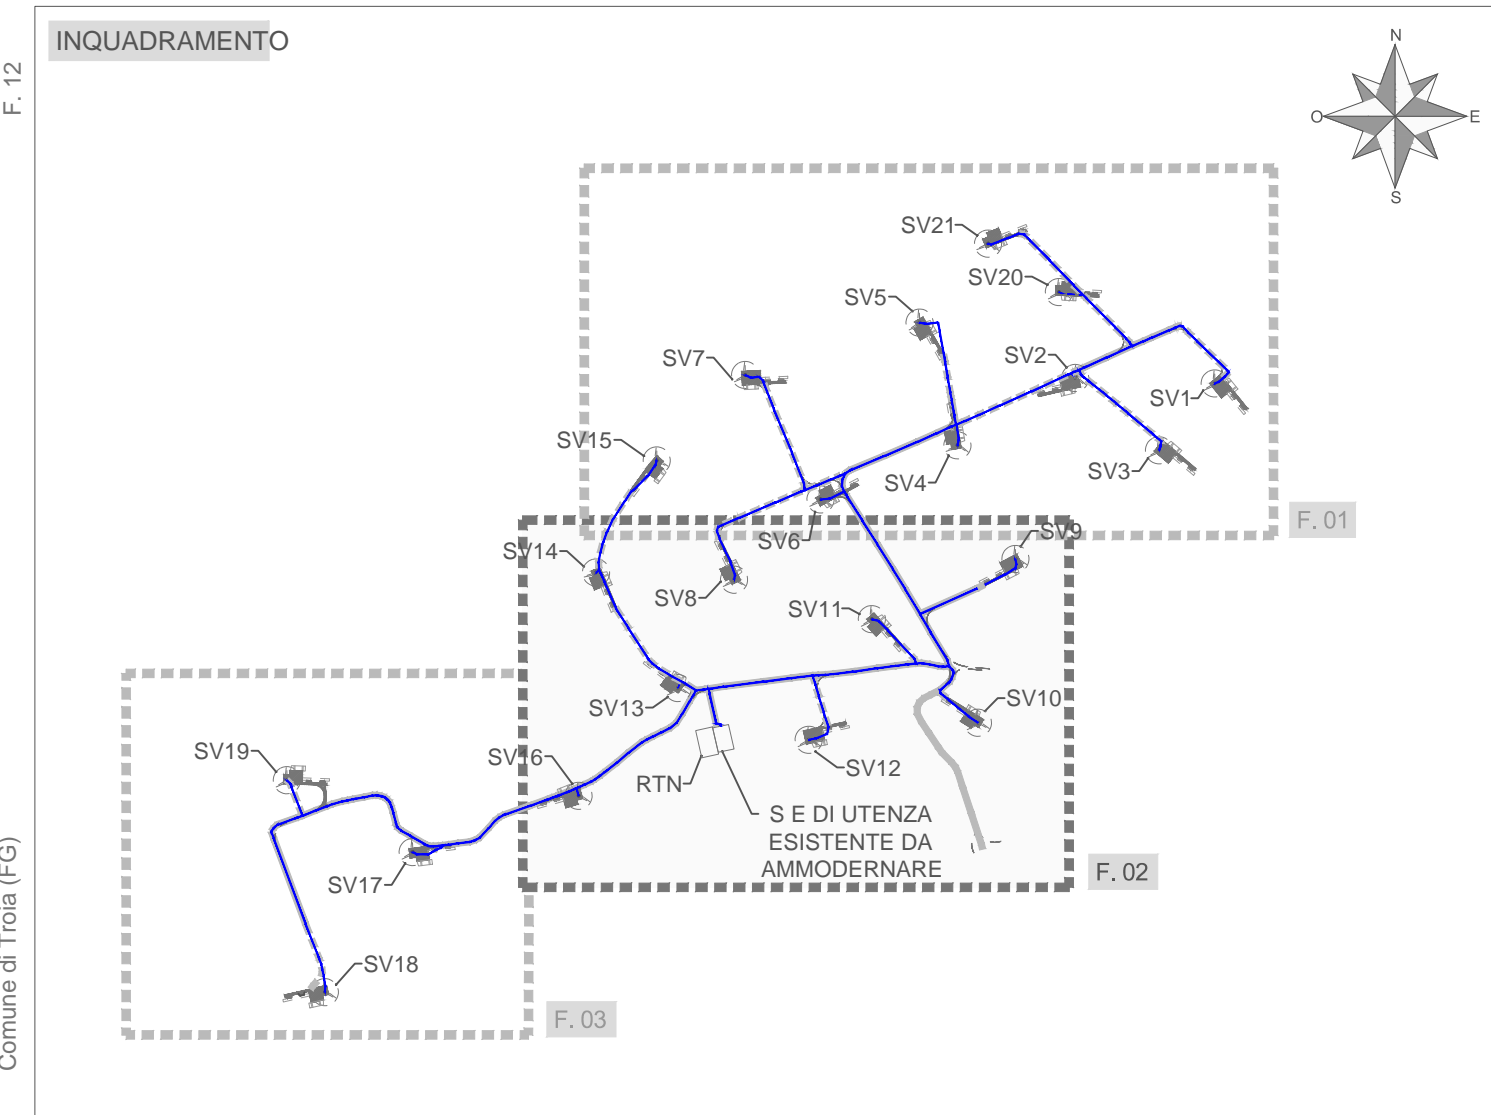 INQUADRAMENTO
F. 12
N
O
E
S
SV21
SV20
SV5
SV2
SV7
SV1
SV15
SV3
SV4
F. 01
SV6
SV9
SV14
SV8
SV11
SV10
SV13
SV19
SV16
SV12
RTN
S E DI UTENZA
ESISTENTE DA
AMMODERNARE
F. 02
SV17
SV18
F. 03
Comune di Troia (FG)